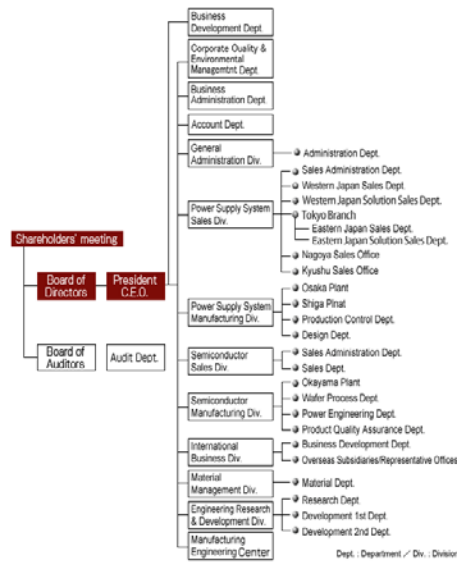 Business
Development Dept.
Corporate Quality &
Environmental
Managemtnt Dept.
Business
Administration Dept.
Account Dept.
General
Administration Div.
Administration Dept.
Sales Administration Dept.
Western Japan Sales Dept.
Western Japan Solution Sales Dept.
Power Supply System
Sales Div.
Tokyo Branch
Eastern Japan Sales Dept.
Eastern Japan Solution Sales Dept.
Nagoya Sales Office
Kyushu Sales Office
Shareholders' meeting
Board of
Directors
President
C.E.O.
Power Supply System
Manufacturing Div.
Osaka Plant
Shiga Plnat
Production Control Dept.
Design Dept.
Board of
Auditors
Audit Dept.
Semiconductor
Sales Div.
Sales Administration Dept.
Sales Dept.
Semiconductor
Manufacturing Div.
Okayama Plant
Wafer Process Dept.
Power Engineering Dept.
Product Quality Assurance Dept.
International
Business Div.
Business Development Dept.
Overseas Subsidiaries/Representative Offices
Material
Management Div.
Material Dept.
Engineering Research
& Development Div.
Research Dept.
Development 1st Dept.
Development 2nd Dept.
Manufacturing
Engineering Center
Dept. : Department / Div. : Division